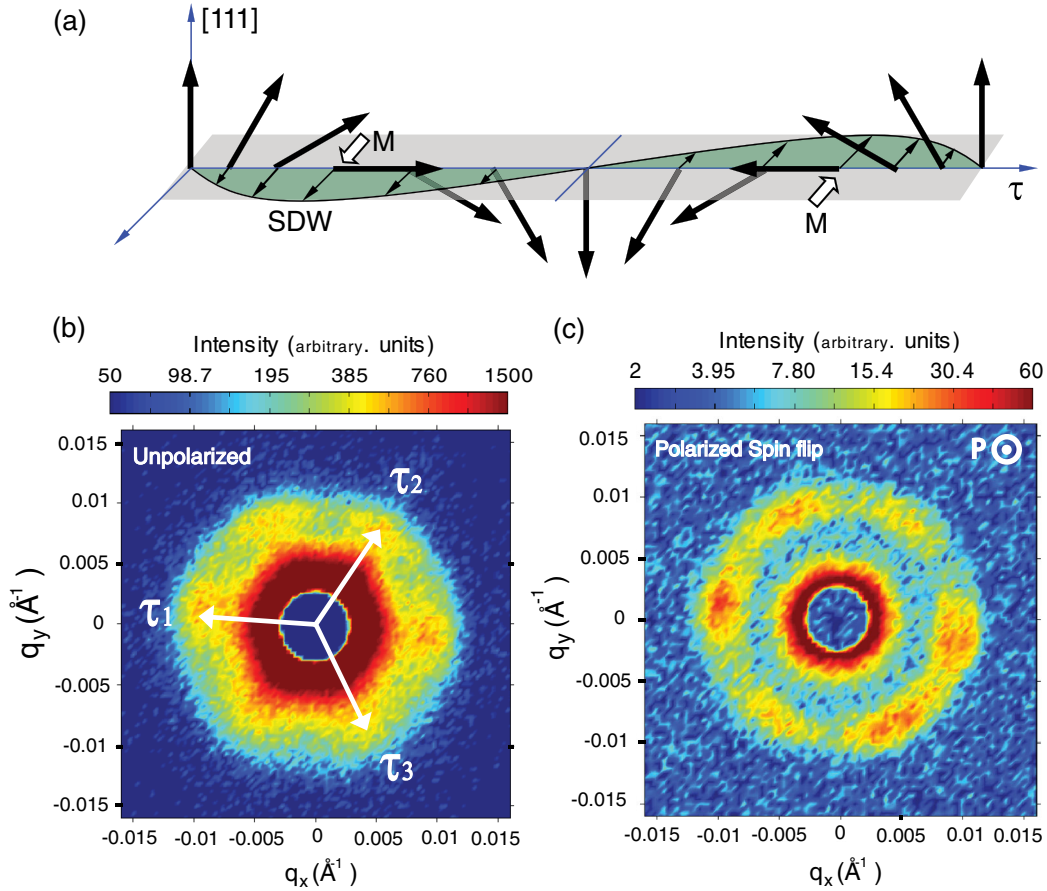 (a)
[111]
M
SDW
M
τ
(b)
Intensity (arbitrary. units)
50 98.7 195 385 760 1500
Unpolarized
0.015
0.01
0.005
0
-0.005
-0.01
-0.015
q_y (Å⁻¹)
τ1
τ2
τ3
-0.015 -0.01 -0.005 0 0.005 0.01 0.015
q_x (Å⁻¹)
(c)
Intensity (arbitrary. units)
2 3.95 7.80 15.4 30.4 60
Polarized Spin flip
P
0.015
0.01
0.005
0
-0.005
-0.01
-0.015
q_y (Å⁻¹)
-0.015 -0.01 -0.005 0 0.005 0.01 0.015
q_x (Å⁻¹)